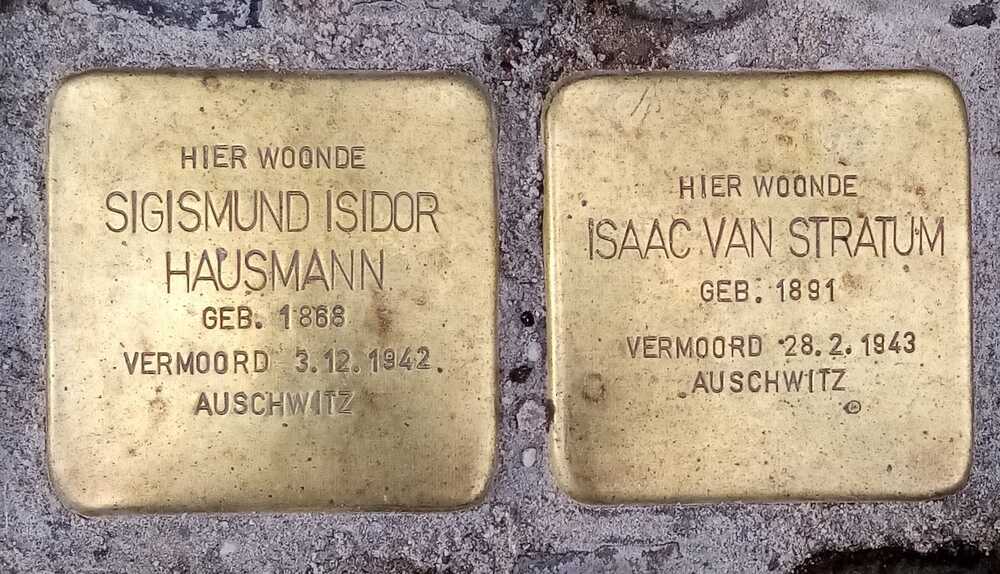 HIER WOONDE
SIGISMUND ISIDOR
HAUSMANN
GEB. 1868
VERMOORD 3.12.1942
AUSCHWITZ
HIER WOONDE
ISAAC VAN STRATUM
GEB. 1891
VERMOORD 28.2.1943
AUSCHWITZ